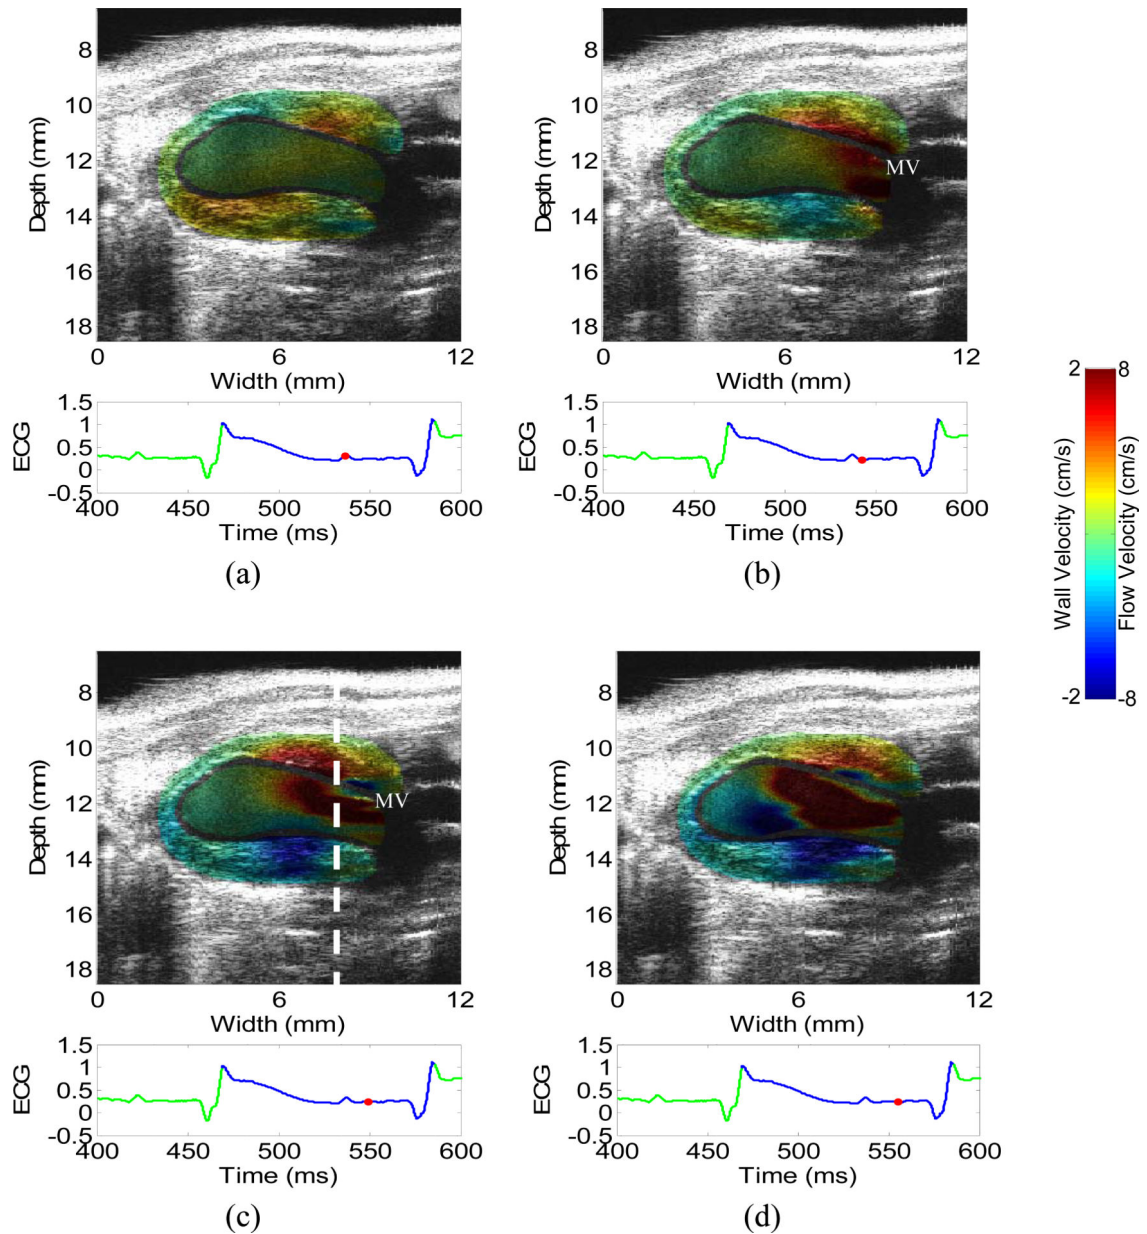 8
10
12
14
16
18
Depth (mm)
0 6 12
Width (mm)
1.5
1
0.5
0
-0.5
ECG
400 450 500 550 600
Time (ms)
(a)
8
10
12
14
16
18
Depth (mm)
MV
0 6 12
Width (mm)
1.5
1
0.5
0
-0.5
ECG
400 450 500 550 600
Time (ms)
(b)
2 8
Wall Velocity (cm/s)
Flow Velocity (cm/s)
-2 -8
8
10
12
14
16
18
Depth (mm)
MV
0 6 12
Width (mm)
1.5
1
0.5
0
-0.5
ECG
400 450 500 550 600
Time (ms)
(c)
8
10
12
14
16
18
Depth (mm)
0 6 12
Width (mm)
1.5
1
0.5
0
-0.5
ECG
400 450 500 550 600
Time (ms)
(d)